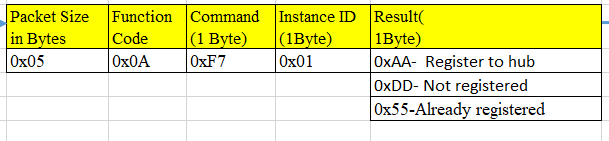 Packet Size in Bytes Function Code Command (1 Byte) Instance ID (1Byte) Result( 1Byte)
0x05 0x0A 0xF7 0x01 0xAA- Register to hub
0xDD- Not registered
0x55-Already registered